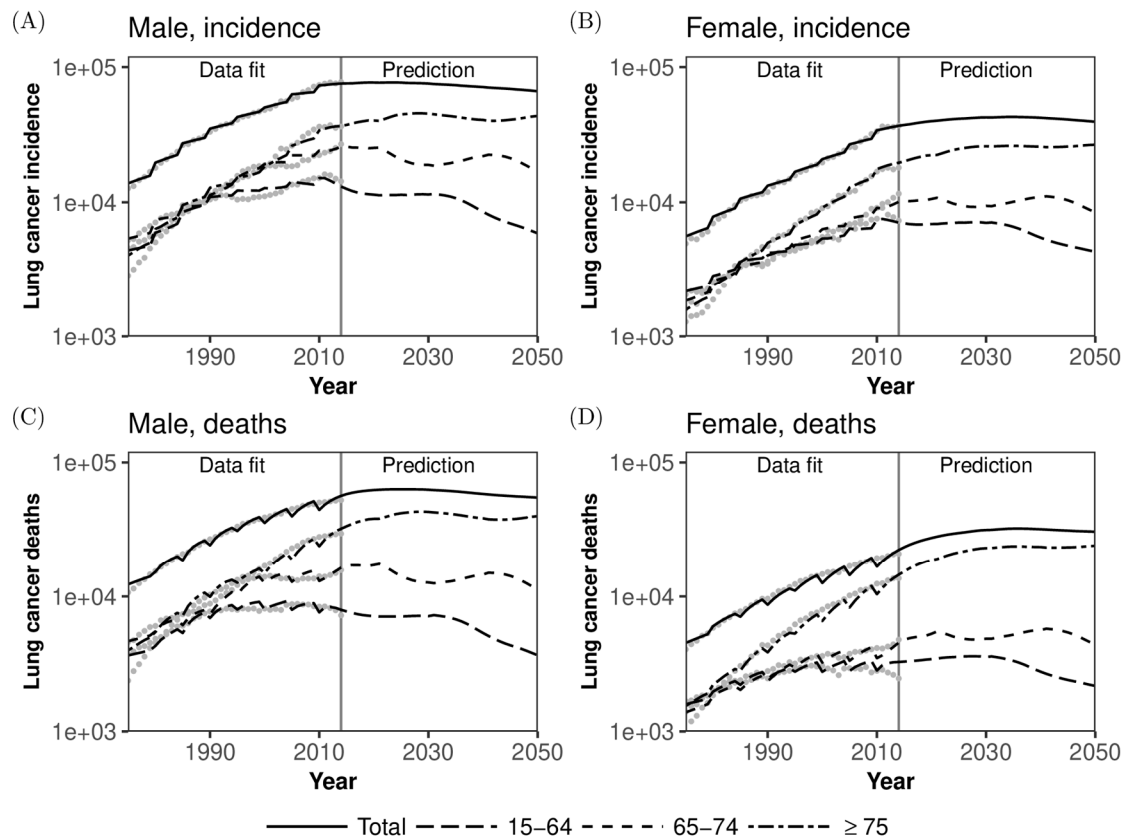 (A)
Male, incidence
Data fit Prediction
Lung cancer incidence
1e+05
1e+04
1e+03
1990 2010 2030 2050
Year
(B)
Female, incidence
Data fit Prediction
Lung cancer incidence
1e+05
1e+04
1e+03
1990 2010 2030 2050
Year
(C)
Male, deaths
Data fit Prediction
Lung cancer deaths
1e+05
1e+04
1e+03
1990 2010 2030 2050
Year
(D)
Female, deaths
Data fit Prediction
Lung cancer deaths
1e+05
1e+04
1e+03
1990 2010 2030 2050
Year
Total 15−64 65−74 ≥ 75